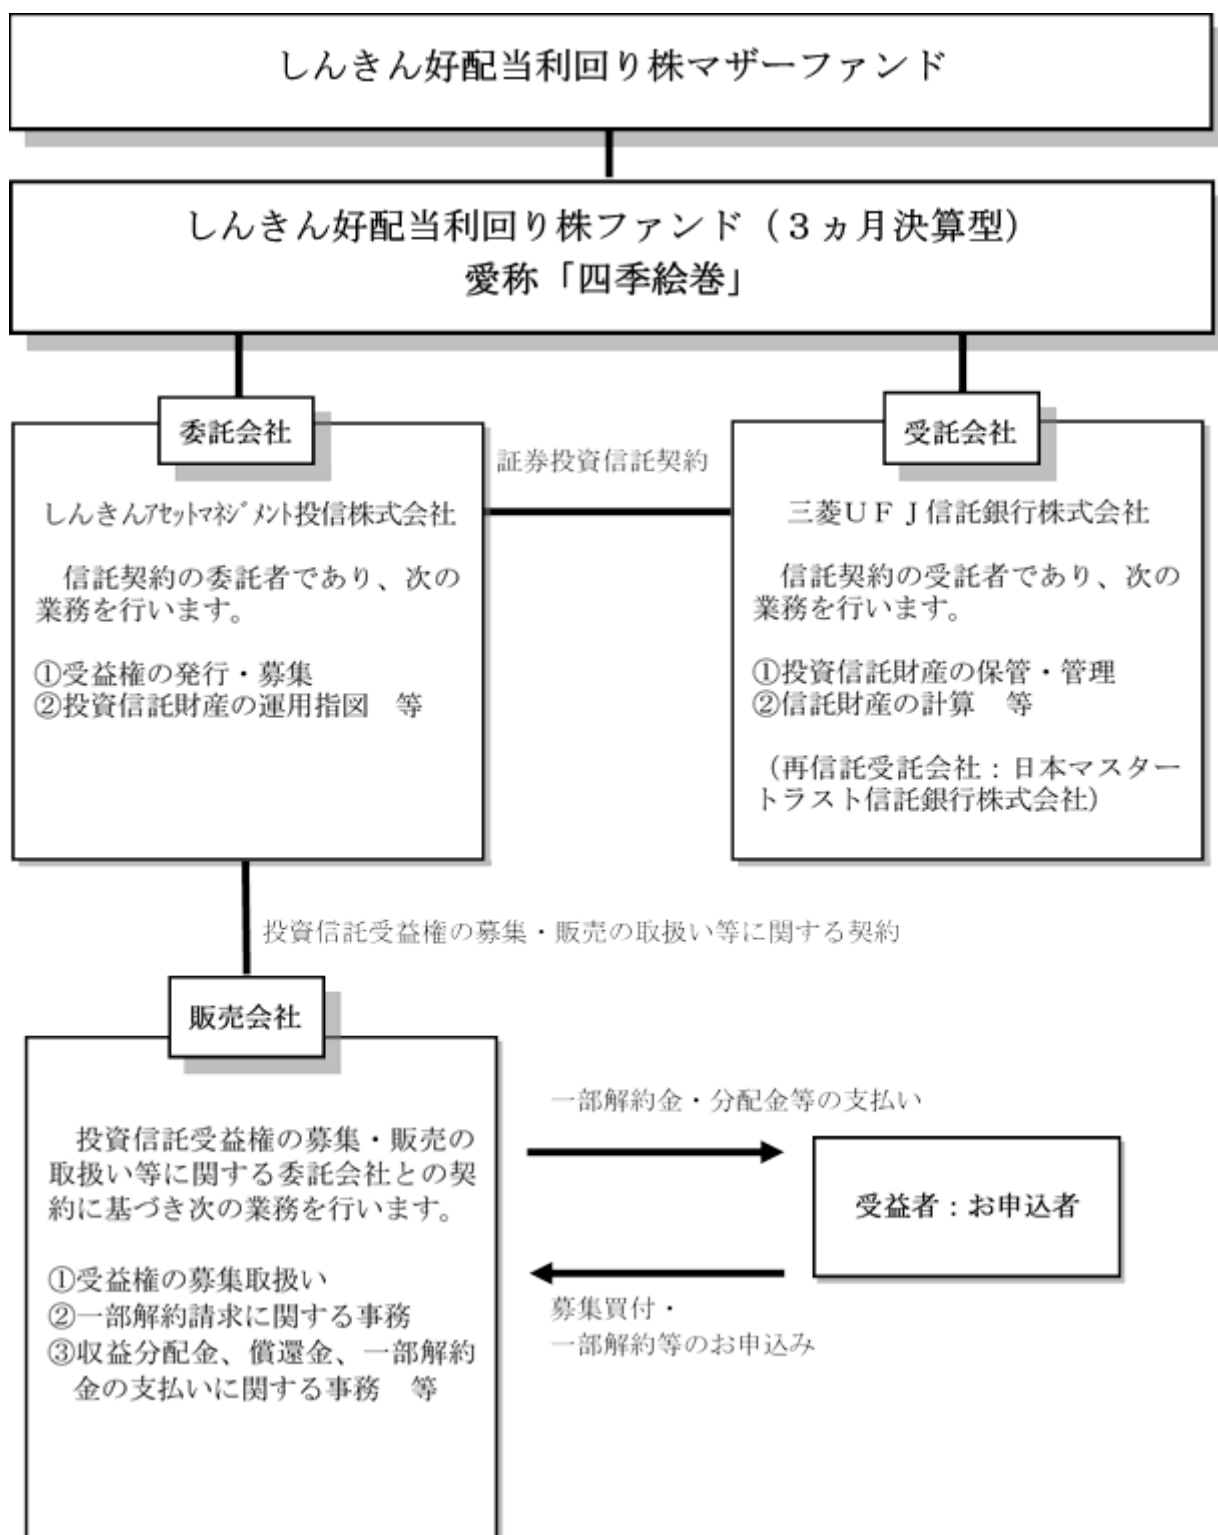 しんきん好配当利回り株マザーファンド
しんきん好配当利回り株ファンド（３ヵ月決算型）
愛称「四季絵巻」
委託会社
しんきんｱｾｯﾄﾏﾈｼﾞﾒﾝﾄ投信株式会社
信託契約の委託者であり、次の
業務を行います。
①受益権の発行・募集
②投資信託財産の運用指図　等
証券投資信託契約
受託会社
三菱ＵＦＪ信託銀行株式会社
信託契約の受託者であり、次の
業務を行います。
①投資信託財産の保管・管理
②信託財産の計算　等
（再信託受託会社：日本マスター
トラスト信託銀行株式会社）
投資信託受益権の募集・販売の取扱い等に関する契約
販売会社
投資信託受益権の募集・販売の
取扱い等に関する委託会社との契
約に基づき次の業務を行います。
①受益権の募集取扱い
②一部解約請求に関する事務
③収益分配金、償還金、一部解約
金の支払いに関する事務　等
一部解約金・分配金等の支払い
受益者：お申込者
募集買付・
一部解約等のお申込み